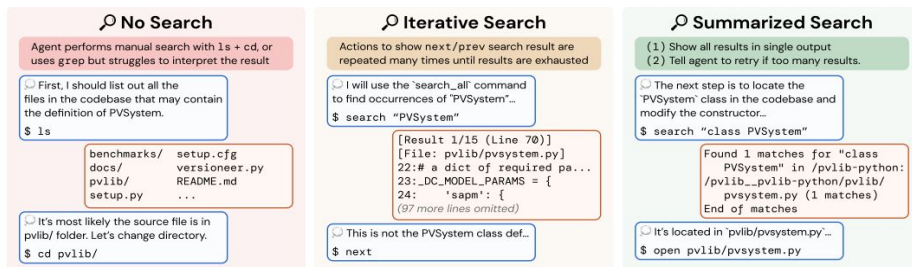 No Search
Agent performs manual search with ls + cd, or
uses grep but struggles to interpret the result
First, I should list out all the
files in the codebase that may contain
the definition of PVSystem.
$ ls
benchmarks/ setup.cfg
docs/ versioneer.py
pvlib/ README.md
setup.py ...
It's most likely the source file is in
pvlib/ folder. Let's change directory.
$ cd pvlib/
Iterative Search
Actions to show next/prev search result are
repeated many times until results are exhausted
I will use the `search_all` command
to find occurrences of "PVSystem"...
$ search "PVSystem"
[Result 1/15 (Line 70)]
[File: pvlib/pvsystem.py]
22:# a dict of required pa...
23:_DC_MODEL_PARAMS = {
24: 'sapm': {
(97 more lines omitted)
This is not the PVSystem class def...
$ next
Summarized Search
(1) Show all results in single output
(2) Tell agent to retry if too many results.
The next step is to locate the
`PVSystem` class in the codebase and
modify the constructor...
$ search "class PVSystem"
Found 1 matches for "class
PVSystem" in /pvlib-python:
/pvlib__pvlib-python/pvlib/
pvsystem.py (1 matches)
End of matches
It's located in `pvlib/pvsystem.py`...
$ open pvlib/pvsystem.py